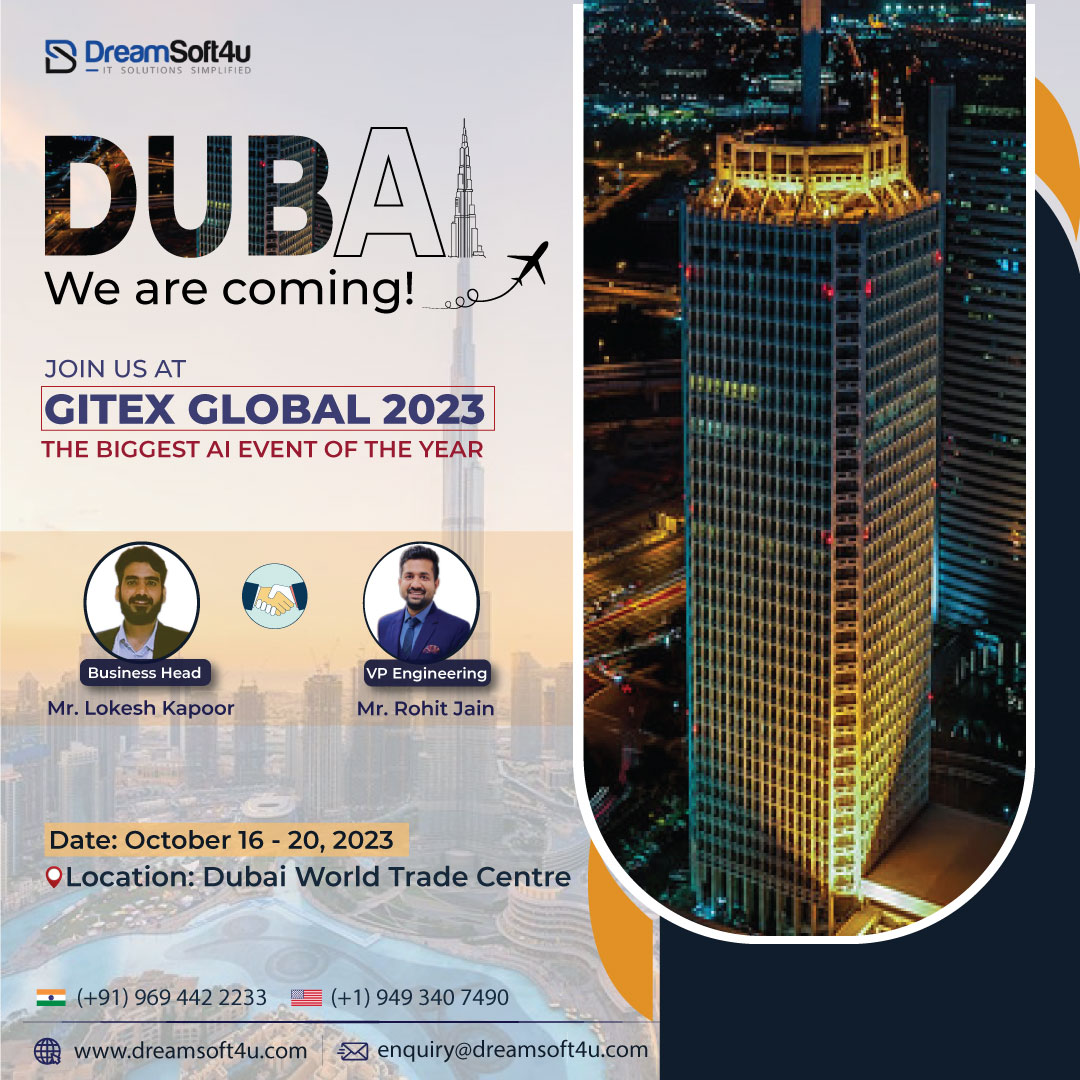 DreamSoft4u
IT SOLUTIONS SIMPLIFIED
DUBAI
We are coming!
JOIN US AT
GITEX GLOBAL 2023
THE BIGGEST AI EVENT OF THE YEAR
Business Head
VP Engineering
Mr. Lokesh Kapoor
Mr. Rohit Jain
Date: October 16 - 20, 2023
Location: Dubai World Trade Centre
(+91) 969 442 2233
(+1) 949 340 7490
www.dreamsoft4u.com
enquiry@dreamsoft4u.com